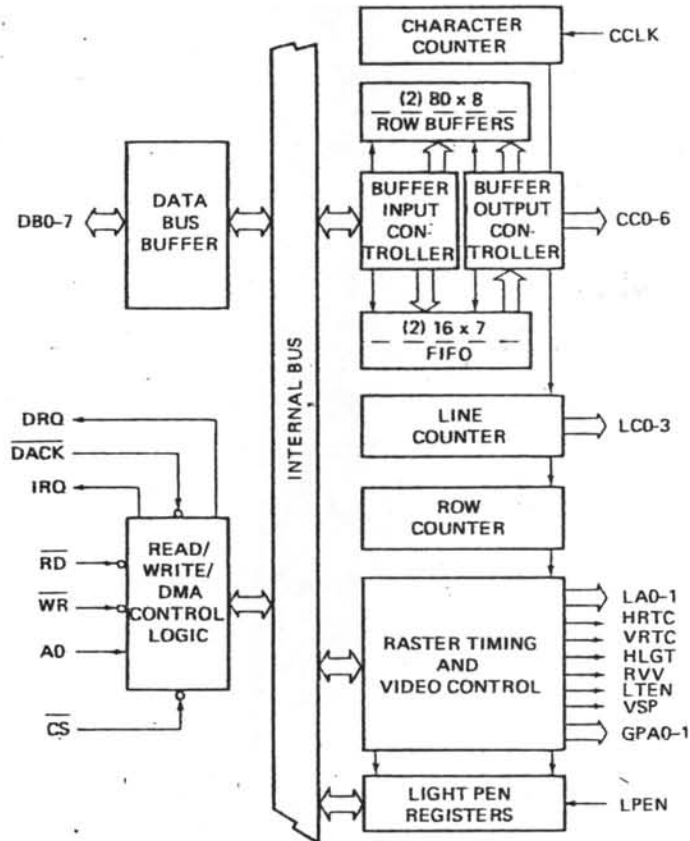 CHARACTER
COUNTER
CCLK
(2) 80 x 8
ROW BUFFERS
DATA
BUS
BUFFER
DB0-7
BUFFER
INPUT
CON-
TROLLER
BUFFER
OUTPUT
CON-
TROLLER
CC0-6
(2) 16 x 7
FIFO
INTERNAL BUS
LINE
COUNTER
LC0-3
ROW
COUNTER
DRQ
DACK
IRQ
RD
WR
A0
CS
READ/
WRITE/
DMA
CONTROL
LOGIC
RASTER TIMING
AND
VIDEO CONTROL
LA0-1
HRTC
VRTC
HLGT
RVV
LTEN
VSP
GPA0-1
LIGHT PEN
REGISTERS
LPEN